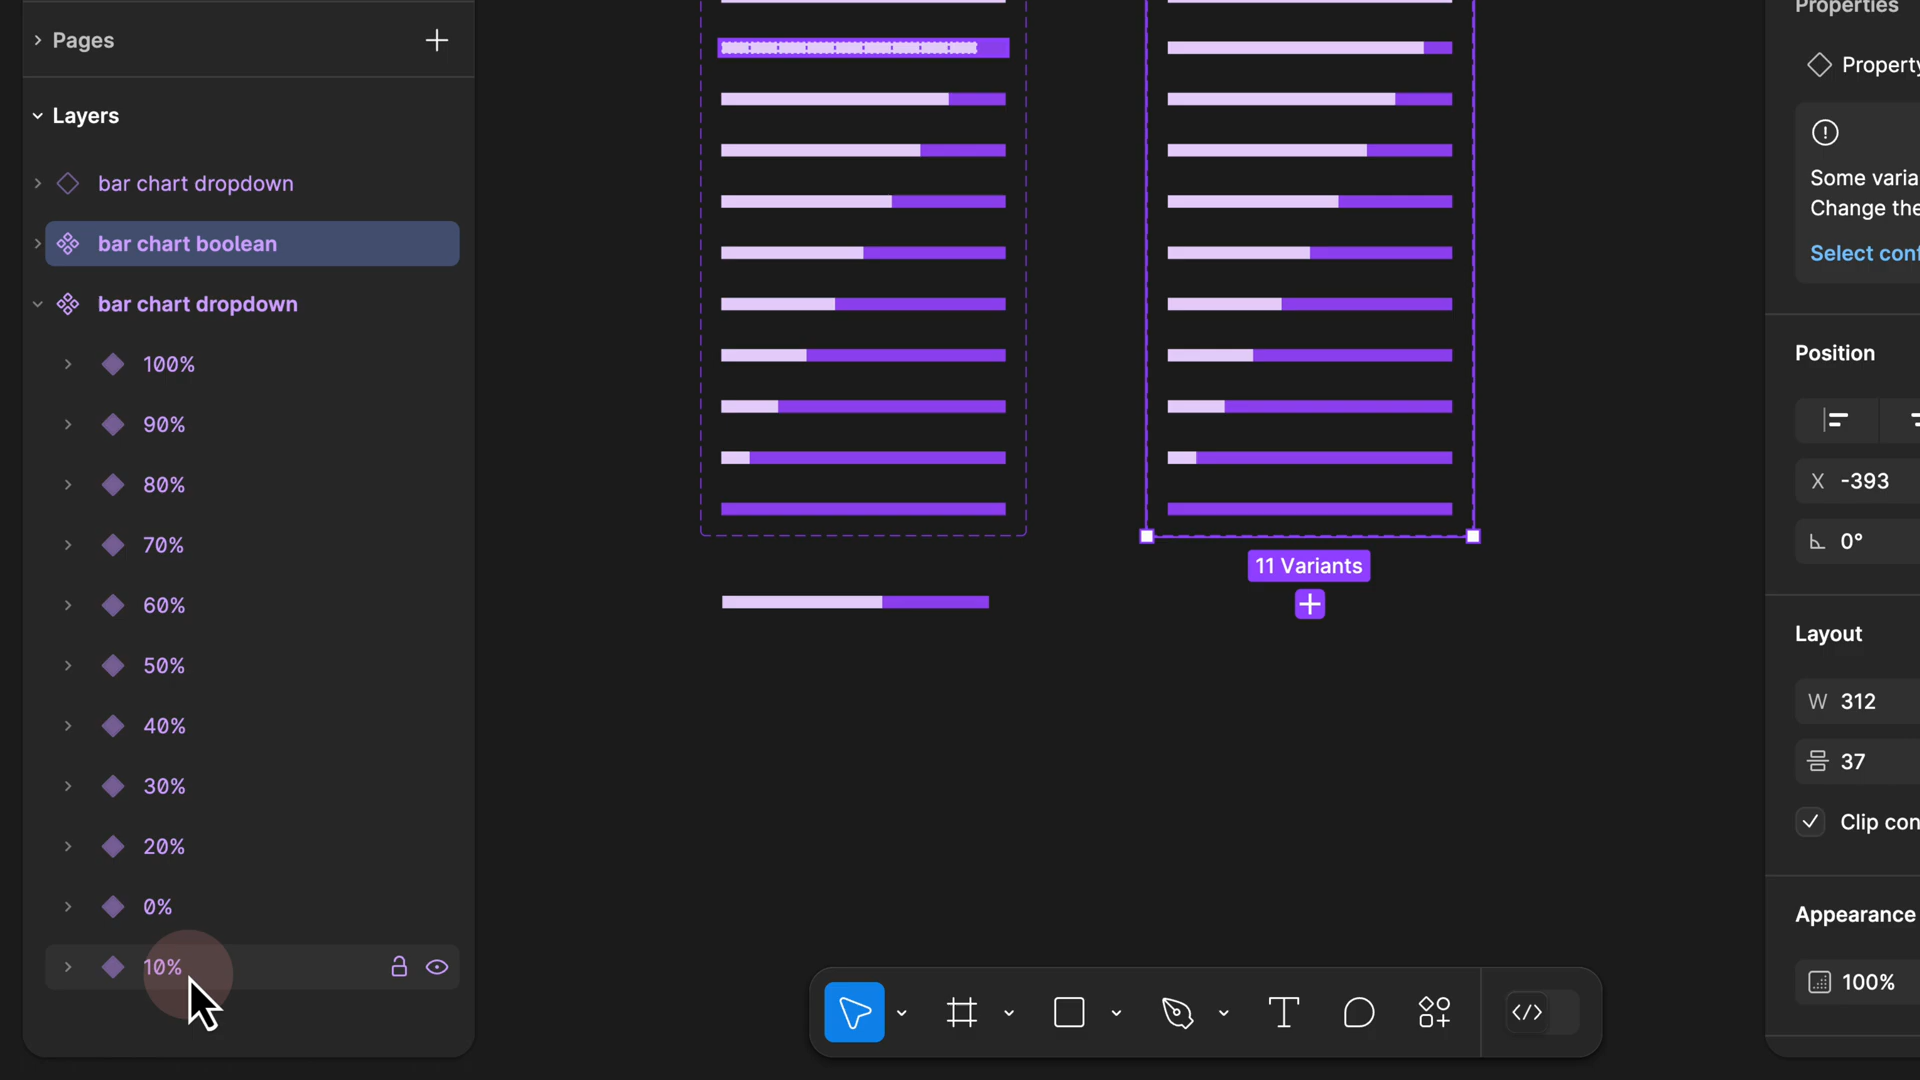 Pages
Layers
bar chart dropdown
bar chart boolean
bar chart dropdown
100%
90%
80%
70%
60%
50%
40%
30%
20%
0%
10%
11 Variants
Properties
Property
Some varia
Change the
Select conf
Position
X -393
0°
Layout
W 312
37
Clip con
Appearance
100%